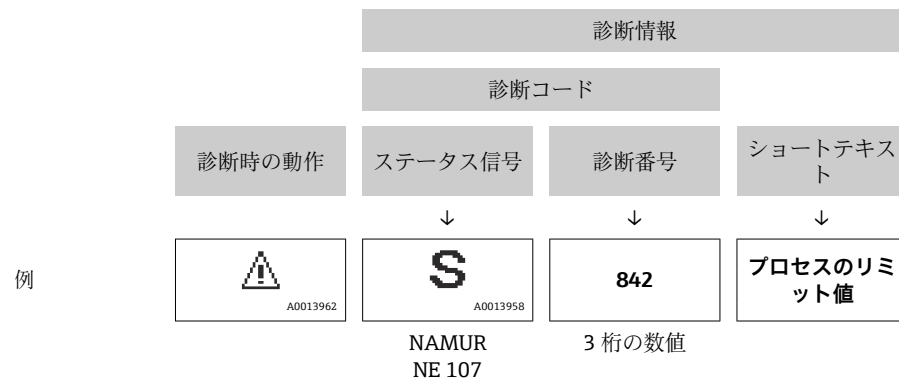 診断情報
診断コード
診断時の動作
ステータス信号
診断番号
ショートテキス
ト
↓
↓
↓
例
A0013962
S
A0013958
842
プロセスのリミ
ット値
NAMUR
NE 107
3 桁の数値